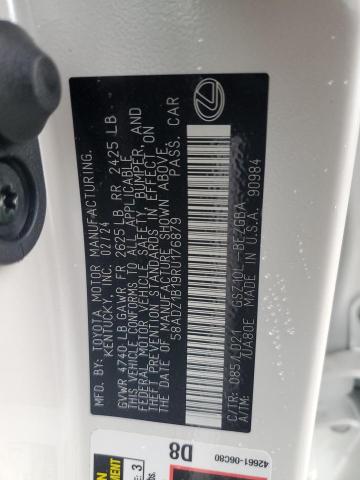 MFD. BY:
TOYOTA MOTOR MANUFACTURING,
KENTUCKY, INC. 02/24
GVWR 4740 LB GAWR FR 2625 LB RR 2425 LB
THIS VEHICLE CONFORMS TO ALL APPLICABLE
FEDERAL MOTOR VEHICLE SAFETY, BUMPER, AND
THEFT PREVENTION STANDARDS IN EFFECT ON
THE DATE OF MANUFACTURE SHOWN ABOVE.
58ADZ1B19RU176879 PASS. CAR
C/TR: 085/LD21 GSZ10L-BEZGBA
A/TM: /UA80E MADE IN U.S.A. 90984
42661-06C80
D8
3